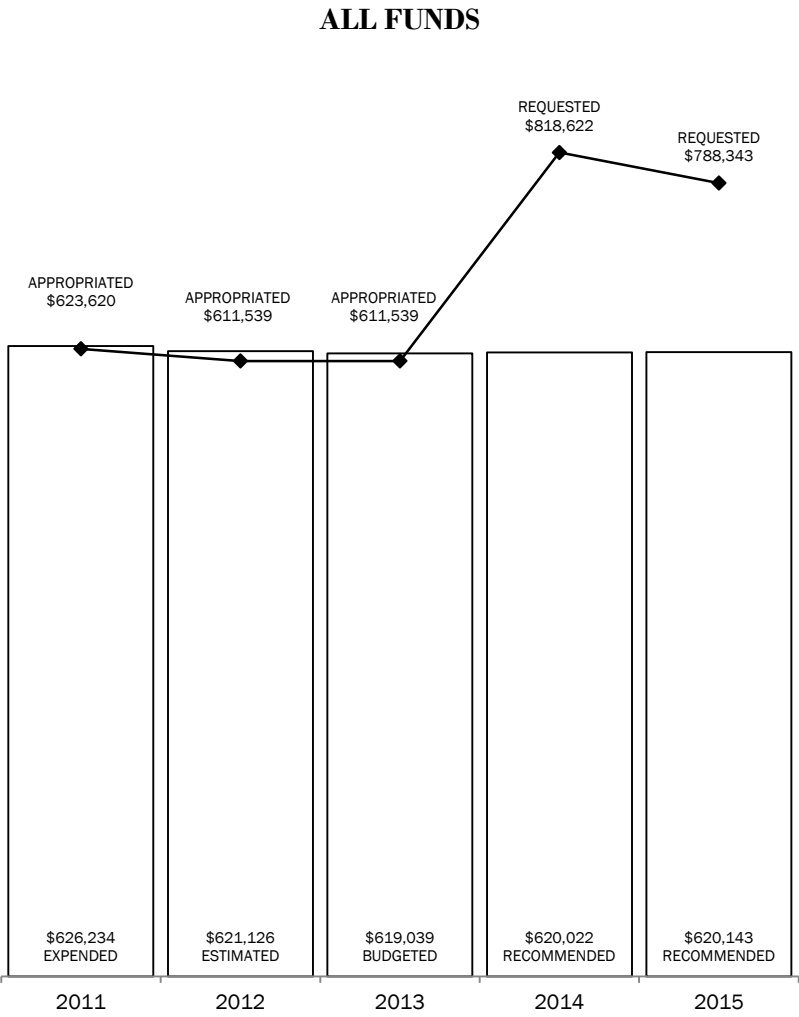 ALL FUNDS
REQUESTED
$818,622
REQUESTED
$788,343
APPROPRIATED
$623,620
APPROPRIATED
$611,539
APPROPRIATED
$611,539
$626,234
EXPENDED
$621,126
ESTIMATED
$619,039
BUDGETED
$620,022
RECOMMENDED
$620,143
RECOMMENDED
2011
2012
2013
2014
2015